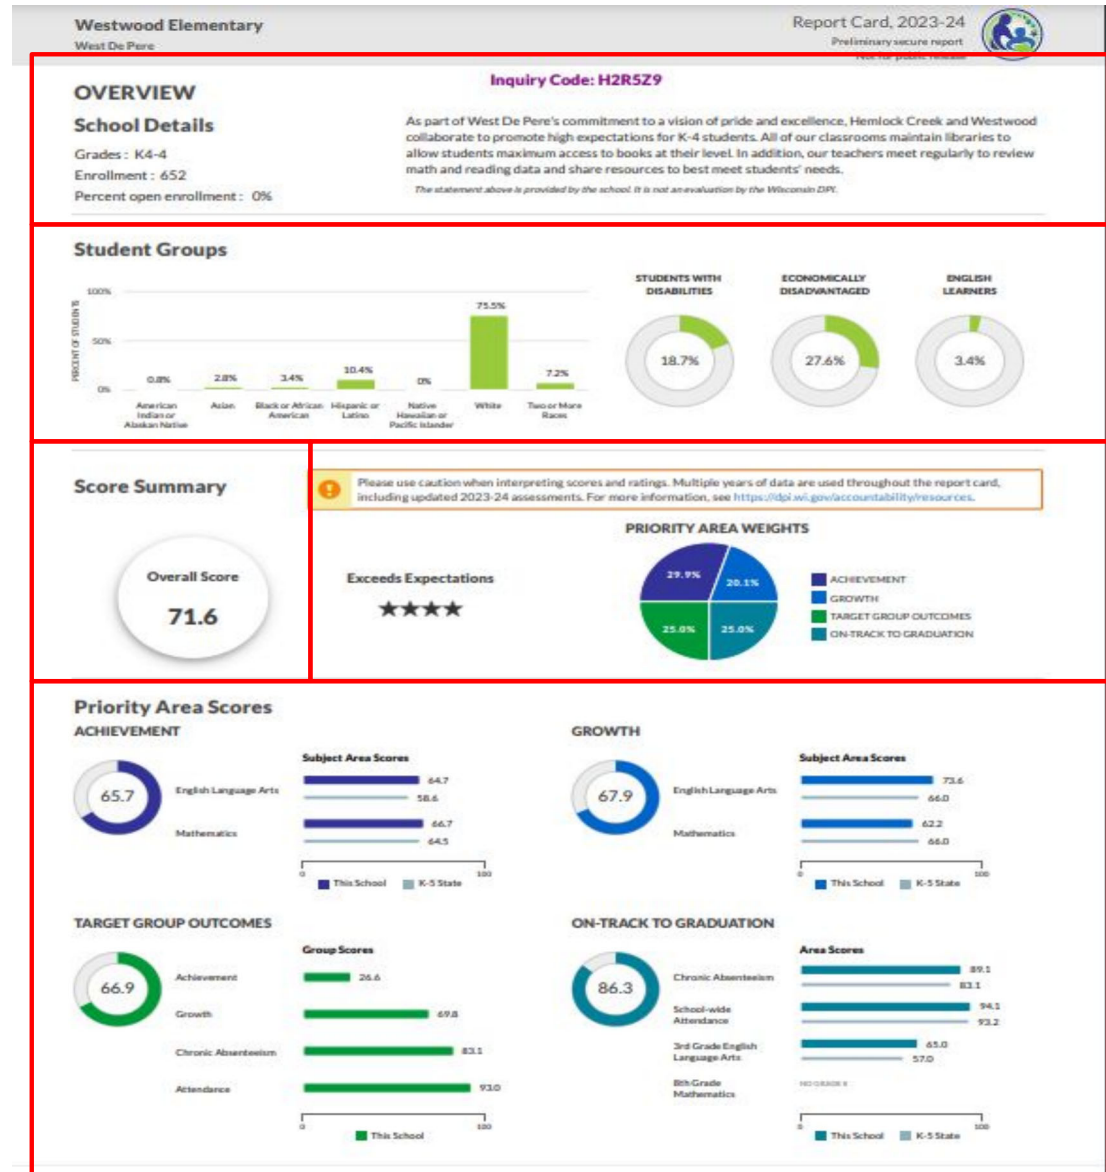 Westwood Elementary
West De Pere
Report Card, 2023-24
Preliminary secure report
Not for public release
OVERVIEW
Inquiry Code: H2R5Z9
School Details
Grades : K4-4
Enrollment : 652
Percent open enrollment : 0%
As part of West De Pere's commitment to a vision of pride and excellence, Hemlock Creek and Westwood
collaborate to promote high expectations for K-4 students. All of our classrooms maintain libraries to
allow students maximum access to books at their level. In addition, our teachers meet regularly to review
math and reading data and share resources to best meet students' needs.
The statement above is provided by the school. It is not an evaluation by the Wisconsin DPI.
Student Groups
PERCENT OF STUDENTS
100%
50%
0%
0.8%
2.8%
3.4%
10.4%
0%
75.5%
7.2%
American
Indian or
Alaskan Native
Asian
Black or African
American
Hispanic or
Latino
Native
Hawaiian or
Pacific Islander
White
Two or More
Races
STUDENTS WITH
DISABILITIES
18.7%
ECONOMICALLY
DISADVANTAGED
27.6%
ENGLISH
LEARNERS
3.4%
Score Summary
Please use caution when interpreting scores and ratings. Multiple years of data are used throughout the report card,
including updated 2023-24 assessments. For more information, see https://dpi.wi.gov/accountability/resources.
Overall Score
71.6
Exceeds Expectations
★★★★
PRIORITY AREA WEIGHTS
29.9%
20.1%
25.0%
25.0%
ACHIEVEMENT
GROWTH
TARGET GROUP OUTCOMES
ON-TRACK TO GRADUATION
Priority Area Scores
ACHIEVEMENT
65.7
Subject Area Scores
English Language Arts
64.7
58.6
Mathematics
66.7
64.5
0
100
This School
K-5 State
GROWTH
67.9
Subject Area Scores
English Language Arts
73.6
66.0
Mathematics
62.2
66.0
0
100
This School
K-5 State
TARGET GROUP OUTCOMES
66.9
Group Scores
Achievement
26.6
Growth
69.8
Chronic Absenteeism
83.1
Attendance
93.0
0
100
This School
ON-TRACK TO GRADUATION
86.3
Area Scores
Chronic Absenteeism
89.1
83.1
School-wide
Attendance
94.1
93.2
3rd Grade English
Language Arts
65.0
57.0
8th Grade
Mathematics
NO GRADE 8
0
100
This School
K-5 State